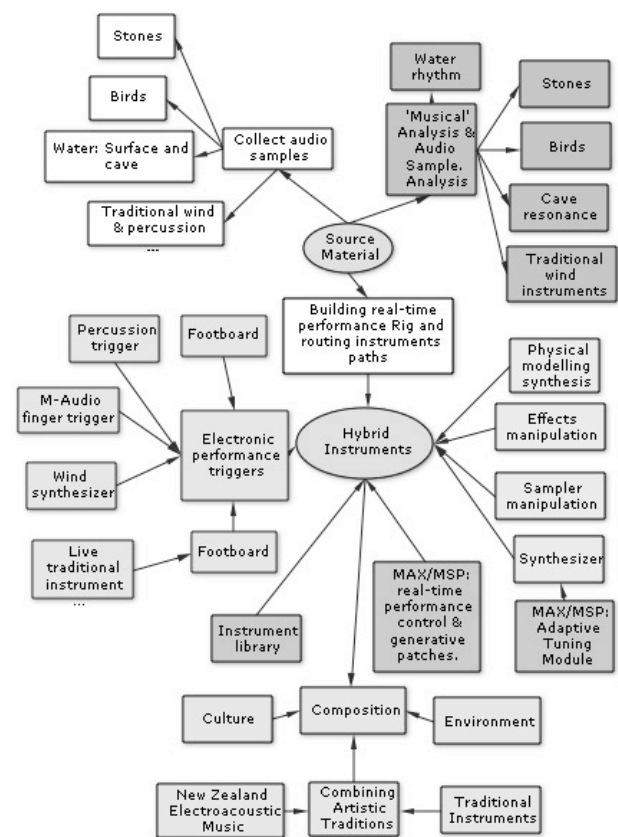 Stones
Birds
Water: Surface and
cave
Traditional wind
& percussion
...
Collect audio
samples
Water
rhythm
'Musical'
Analysis &
Audio
Sample.
Analysis
Stones
Birds
Cave
resonance
Traditional
wind
instruments
Source
Material
Building real-time
performance Rig and
routing instruments
paths
Percussion
trigger
Footboard
M-Audio
finger trigger
Wind
synthesizer
Live
traditional
instrument
...
Electronic
performance
triggers
Footboard
Hybrid
Instruments
Physical
modelling
synthesis
Effects
manipulation
Sampler
manipulation
Synthesizer
MAX/MSP:
Adaptive
Tuning
Module
Instrument
library
MAX/MSP:
real-time
performance
control &
generative
patches.
Culture
Composition
Environment
New Zealand
Electroacoustic
Music
Combining
Artistic
Traditions
Traditional
Instruments